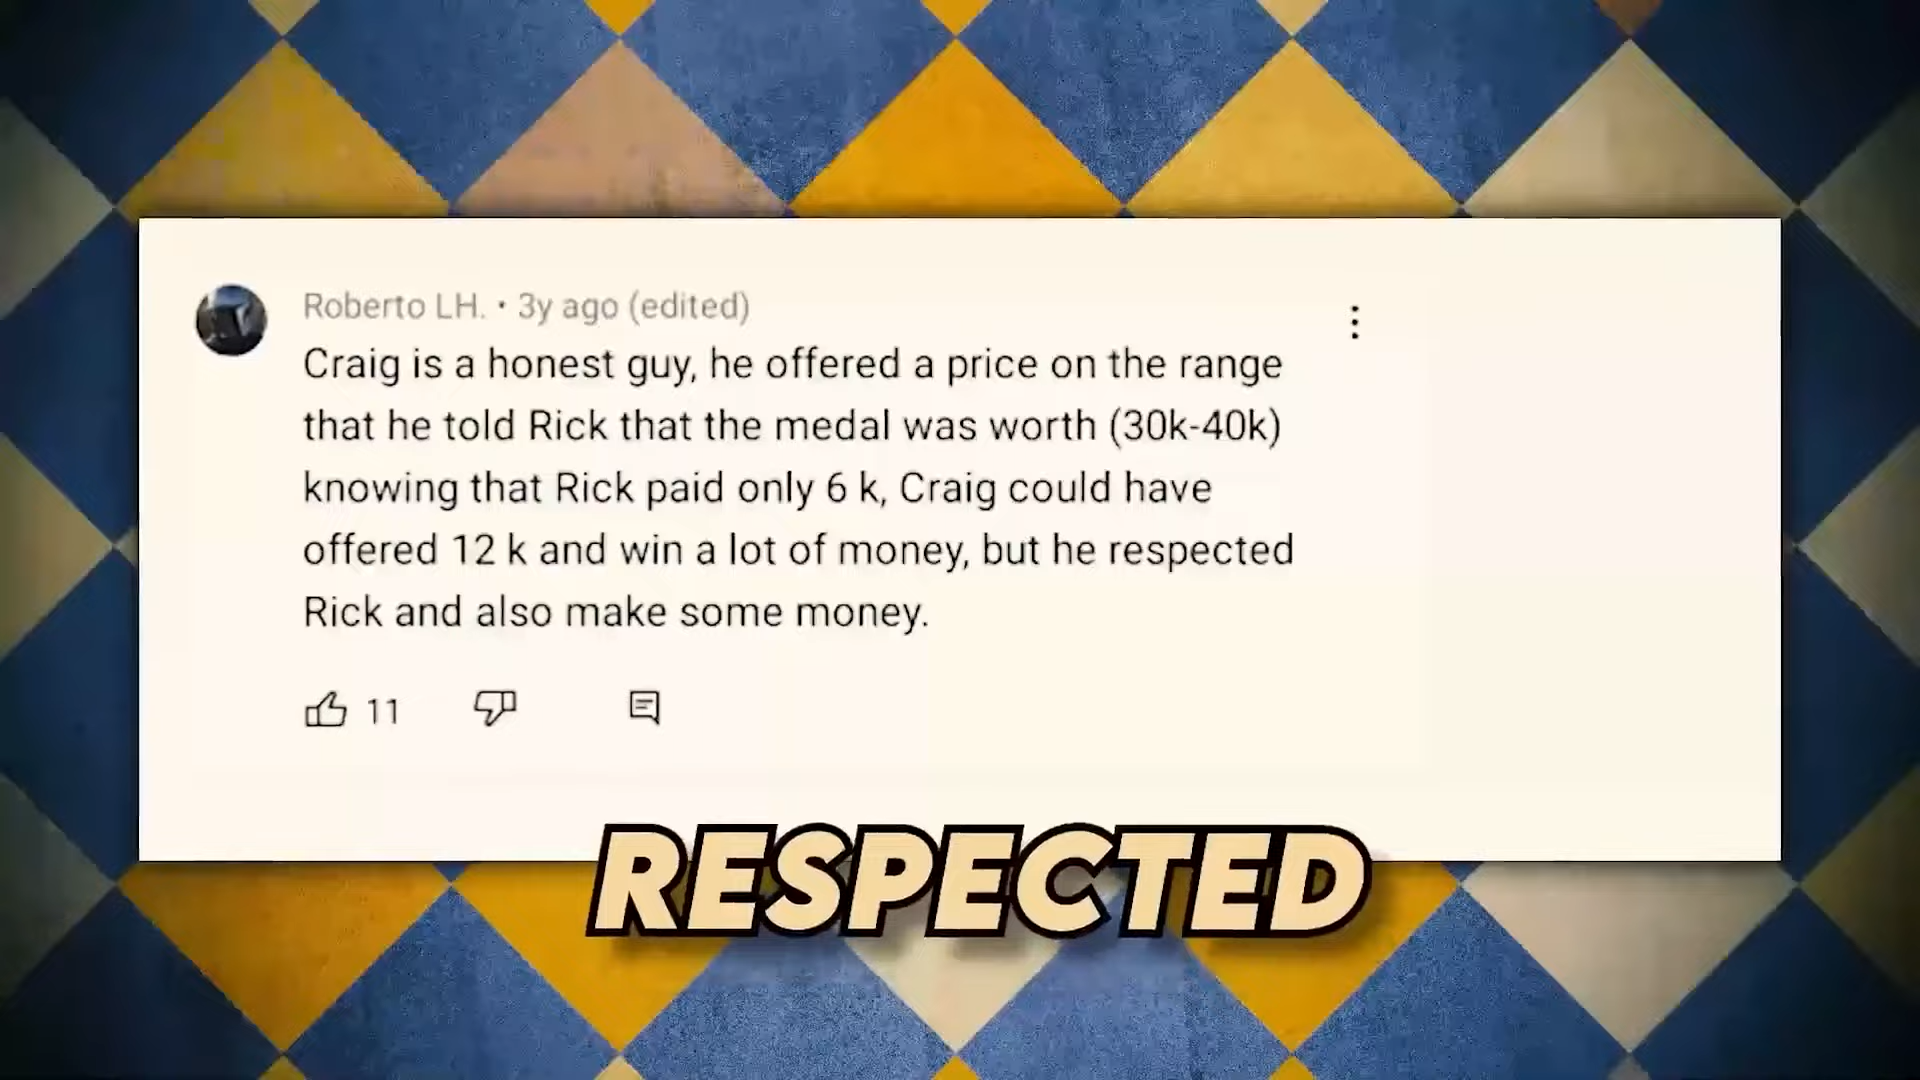 Roberto LH. • 3y ago (edited)
Craig is a honest guy, he offered a price on the range
that he told Rick that the medal was worth (30k-40k)
knowing that Rick paid only 6 k, Craig could have
offered 12 k and win a lot of money, but he respected
Rick and also make some money.
11
RESPECTED